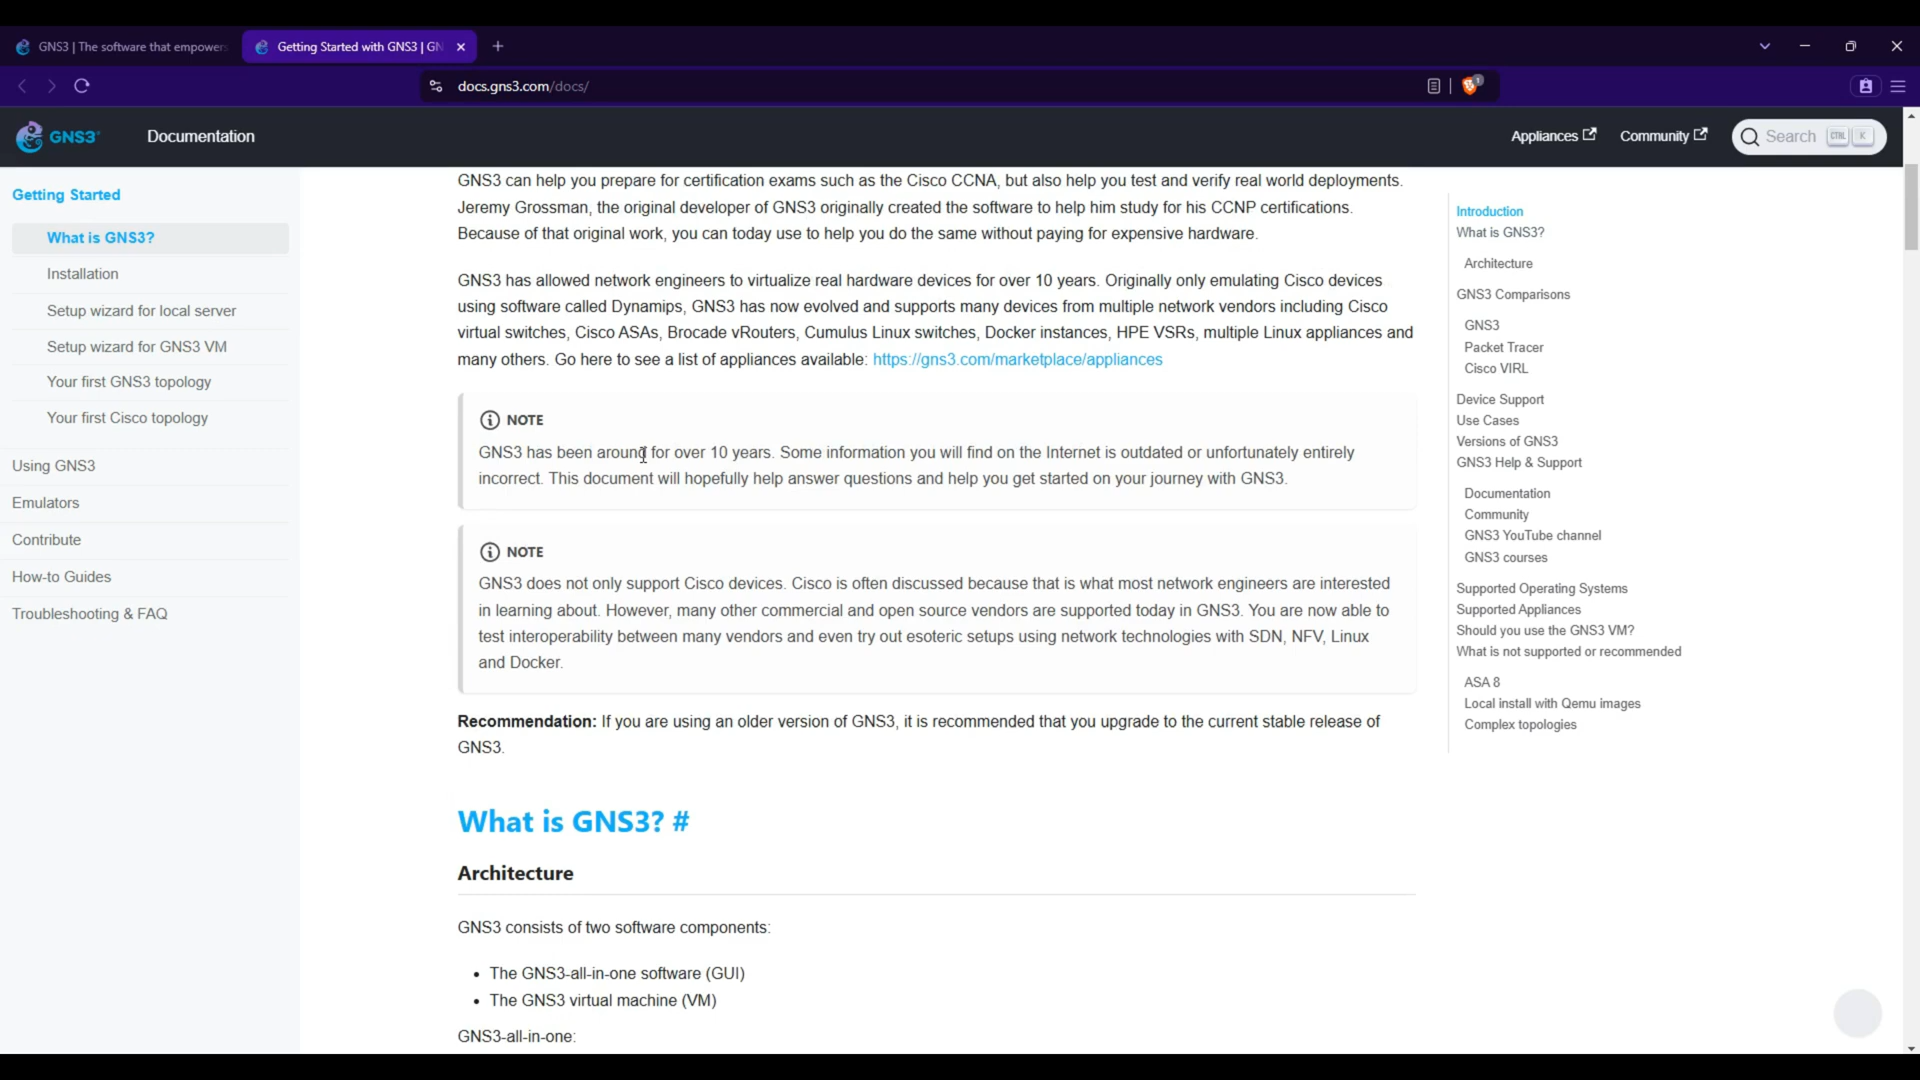 GNS3 | The software that empowers
Getting Started with GNS3 | GN
docs.gns3.com/docs/
1
GNS3
Documentation
Appliances
Community
Search CTRL K
Getting Started
What is GNS3?
Installation
Setup wizard for local server
Setup wizard for GNS3 VM
Your first GNS3 topology
Your first Cisco topology
Using GNS3
Emulators
Contribute
How-to Guides
Troubleshooting & FAQ
GNS3 can help you prepare for certification exams such as the Cisco CCNA, but also help you test and verify real world deployments.
Jeremy Grossman, the original developer of GNS3 originally created the software to help him study for his CCNP certifications.
Because of that original work, you can today use to help you do the same without paying for expensive hardware.
GNS3 has allowed network engineers to virtualize real hardware devices for over 10 years. Originally only emulating Cisco devices
using software called Dynamips, GNS3 has now evolved and supports many devices from multiple network vendors including Cisco
virtual switches, Cisco ASAs, Brocade vRouters, Cumulus Linux switches, Docker instances, HPE VSRs, multiple Linux appliances and
many others. Go here to see a list of appliances available: https://gns3.com/marketplace/appliances
NOTE
GNS3 has been around for over 10 years. Some information you will find on the Internet is outdated or unfortunately entirely
incorrect. This document will hopefully help answer questions and help you get started on your journey with GNS3.
NOTE
GNS3 does not only support Cisco devices. Cisco is often discussed because that is what most network engineers are interested
in learning about. However, many other commercial and open source vendors are supported today in GNS3. You are now able to
test interoperability between many vendors and even try out esoteric setups using network technologies with SDN, NFV, Linux
and Docker.
Recommendation: If you are using an older version of GNS3, it is recommended that you upgrade to the current stable release of
GNS3.
What is GNS3? #
Architecture
GNS3 consists of two software components:
• The GNS3-all-in-one software (GUI)
• The GNS3 virtual machine (VM)
GNS3-all-in-one:
Introduction
What is GNS3?
Architecture
GNS3 Comparisons
GNS3
Packet Tracer
Cisco VIRL
Device Support
Use Cases
Versions of GNS3
GNS3 Help & Support
Documentation
Community
GNS3 YouTube channel
GNS3 courses
Supported Operating Systems
Supported Appliances
Should you use the GNS3 VM?
What is not supported or recommended
ASA 8
Local install with Qemu images
Complex topologies